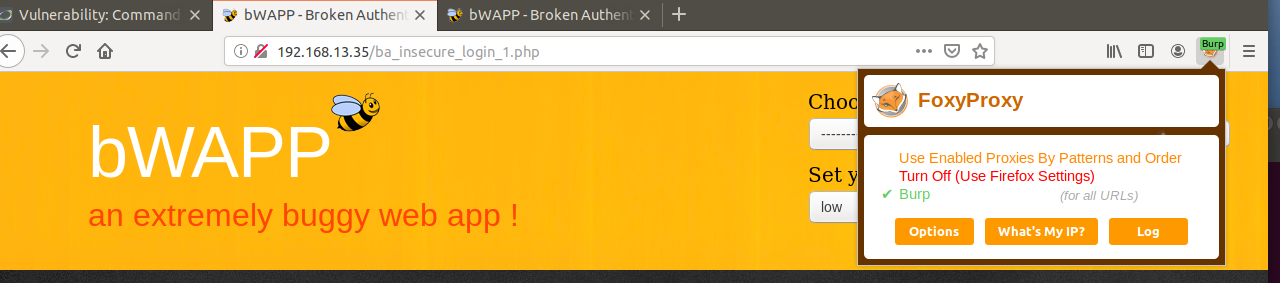 Vulnerability: Command
bWAPP - Broken Authent
bWAPP - Broken Authen
192.168.13.35/ba_insecure_login_1.php
Burp
bWAPP
an extremely buggy web app !
Choo
--------
Set y
low
FoxyProxy
Use Enabled Proxies By Patterns and Order
Turn Off (Use Firefox Settings)
✔ Burp (for all URLs)
Options What's My IP? Log